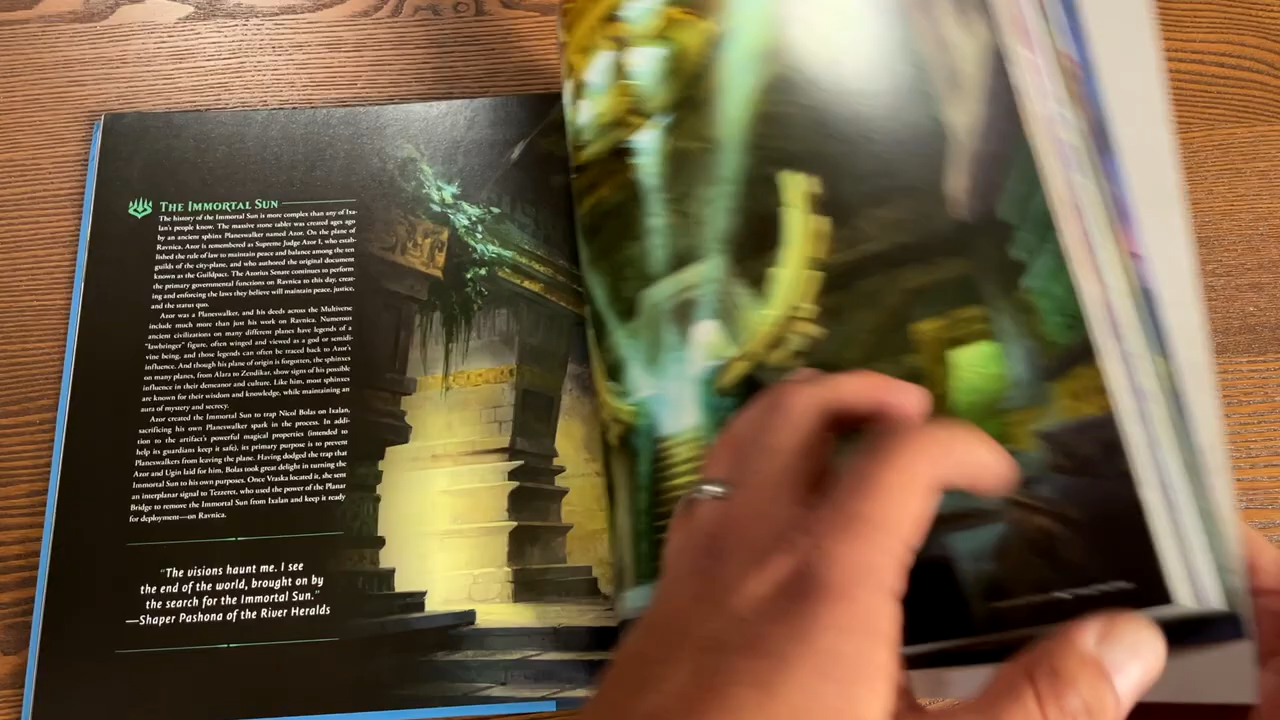 THE IMMORTAL SUN
The history of the Immortal Sun is more complex than any of Ixa-
lan's people know. The massive stone tablet was created ages ago
by an ancient sphinx Planeswalker named Azor. On the plane of
Ravnica, Azor is remembered as Supreme Judge Azor I, who estab-
lished the rule of law to maintain peace and balance among the ten
guilds of the city-plane, and who authored the original document
known as the Guildpact. The Azorius Senate continues to perform
the primary governmental functions on Ravnica to this day, creat-
ing and enforcing the laws they believe will maintain peace, justice,
and the status quo.
Azor was a Planeswalker, and his deeds across the Multiverse
include much more than just his work on Ravnica. Numerous
ancient civilizations on many different planes have legends of a
"lawbringer" figure, often winged and viewed as a god or semidi-
vine being, and those legends can often be traced back to Azor's
influence. And though his plane of origin is forgotten, the sphinxes
on many planes, from Alara to Zendikar, show signs of his possible
influence in their demeanor and culture. Like him, most sphinxes
are known for their wisdom and knowledge, while maintaining an
aura of mystery and secrecy.
Azor created the Immortal Sun to trap Nicol Bolas on Ixalan,
sacrificing his own Planeswalker spark in the process. In addi-
tion to the artifact's powerful magical properties (intended to
help its guardians keep it safe), its primary purpose is to prevent
Planeswalkers from leaving the plane. Having dodged the trap that
Azor and Ugin laid for him, Bolas took great delight in turning the
Immortal Sun to his own purposes. Once Vraska located it, she sent
an interplanar signal to Tezzeret, who used the power of the Planar
Bridge to remove the Immortal Sun from Ixalan and keep it ready
for deployment—on Ravnica.
"The visions haunt me. I see
the end of the world, brought on by
the search for the Immortal Sun."
—Shaper Pashona of the River Heralds